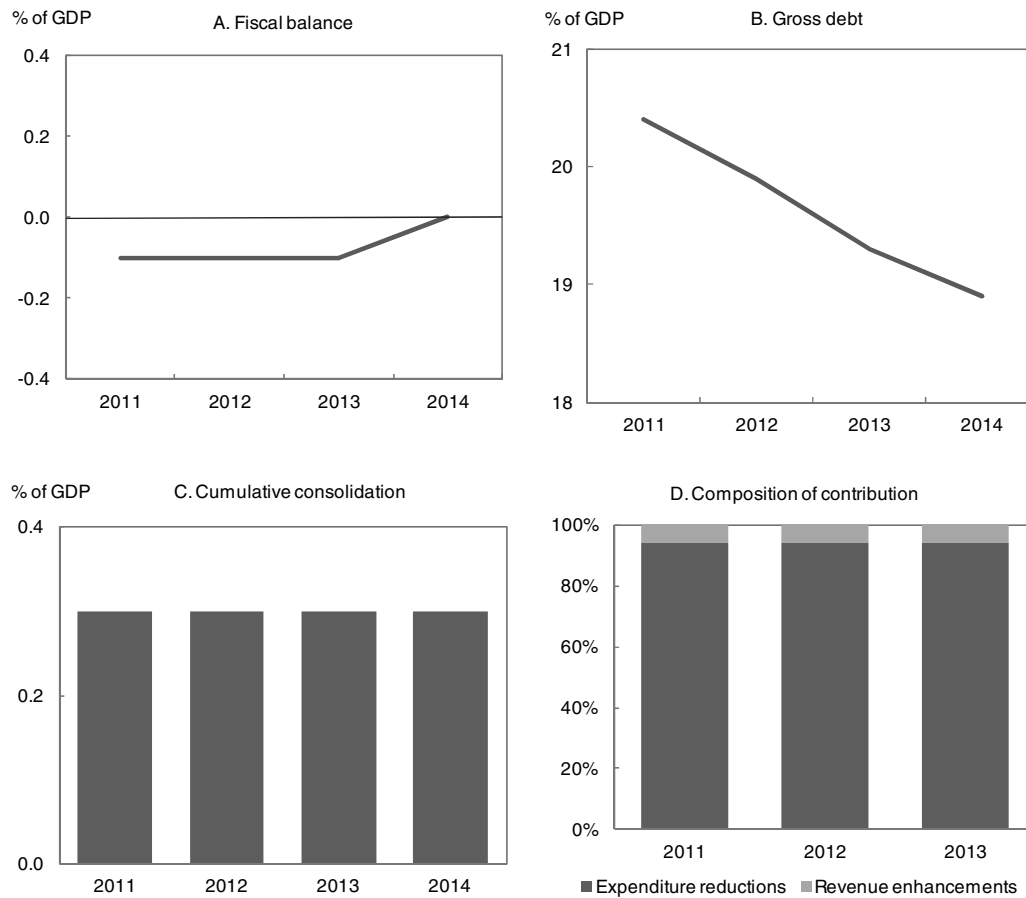 % of GDP
A. Fiscal balance
0.4
0.2
0.0
-0.2
-0.4
2011 2012 2013 2014
% of GDP
B. Gross debt
21
20
19
18
2011 2012 2013 2014
% of GDP
C. Cumulative consolidation
0.4
0.2
0.0
2011 2012 2013 2014
D. Composition of contribution
100%
80%
60%
40%
20%
0%
2011 2012 2013
Expenditure reductions Revenue enhancements